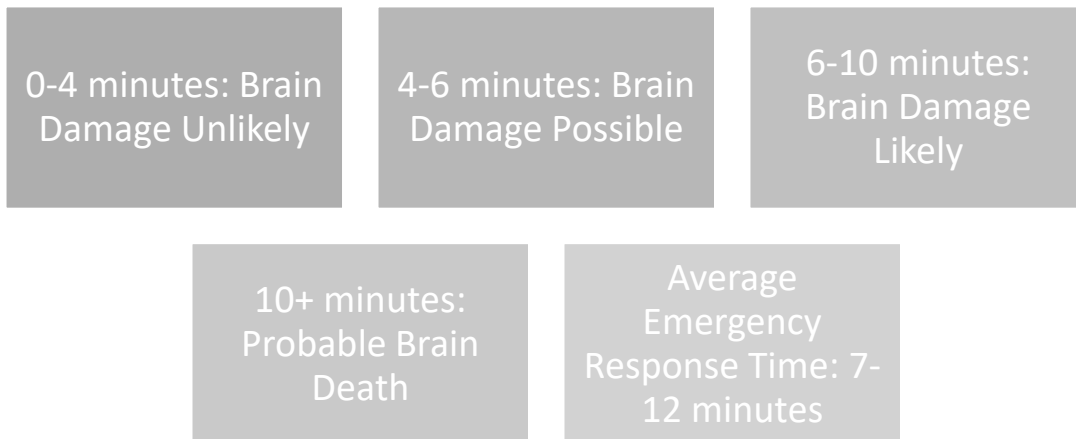 0-4 minutes: Brain
Damage Unlikely
4-6 minutes: Brain
Damage Possible
6-10 minutes:
Brain Damage
Likely
10+ minutes:
Probable Brain
Death
Average
Emergency
Response Time: 7-
12 minutes